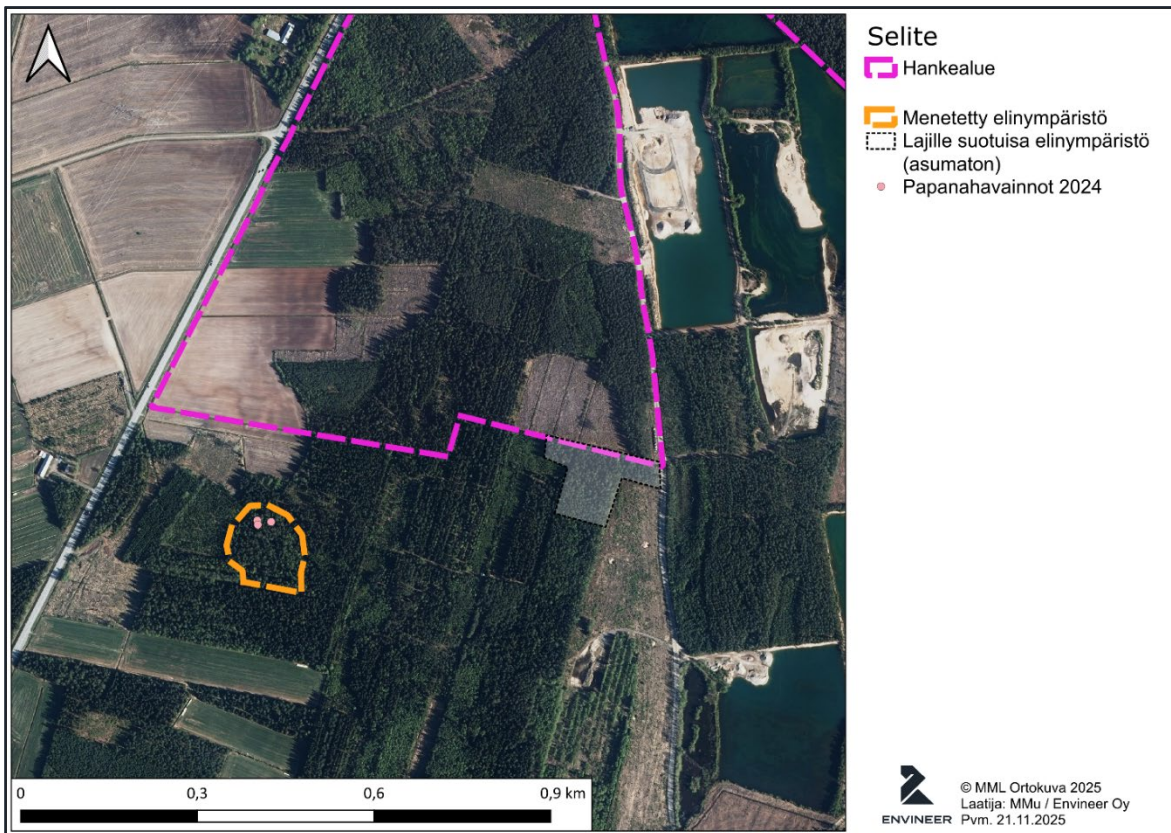 Selite
Hankealue
Menetetty elinympäristö
Lajille suotuisa elinympäristö
(asumaton)
Papanahavainnot 2024
0 0,3 0,6 0,9 km
ENVINEER
© MML Ortokuva 2025
Laatija: MMu / Envineer Oy
Pvm. 21.11.2025